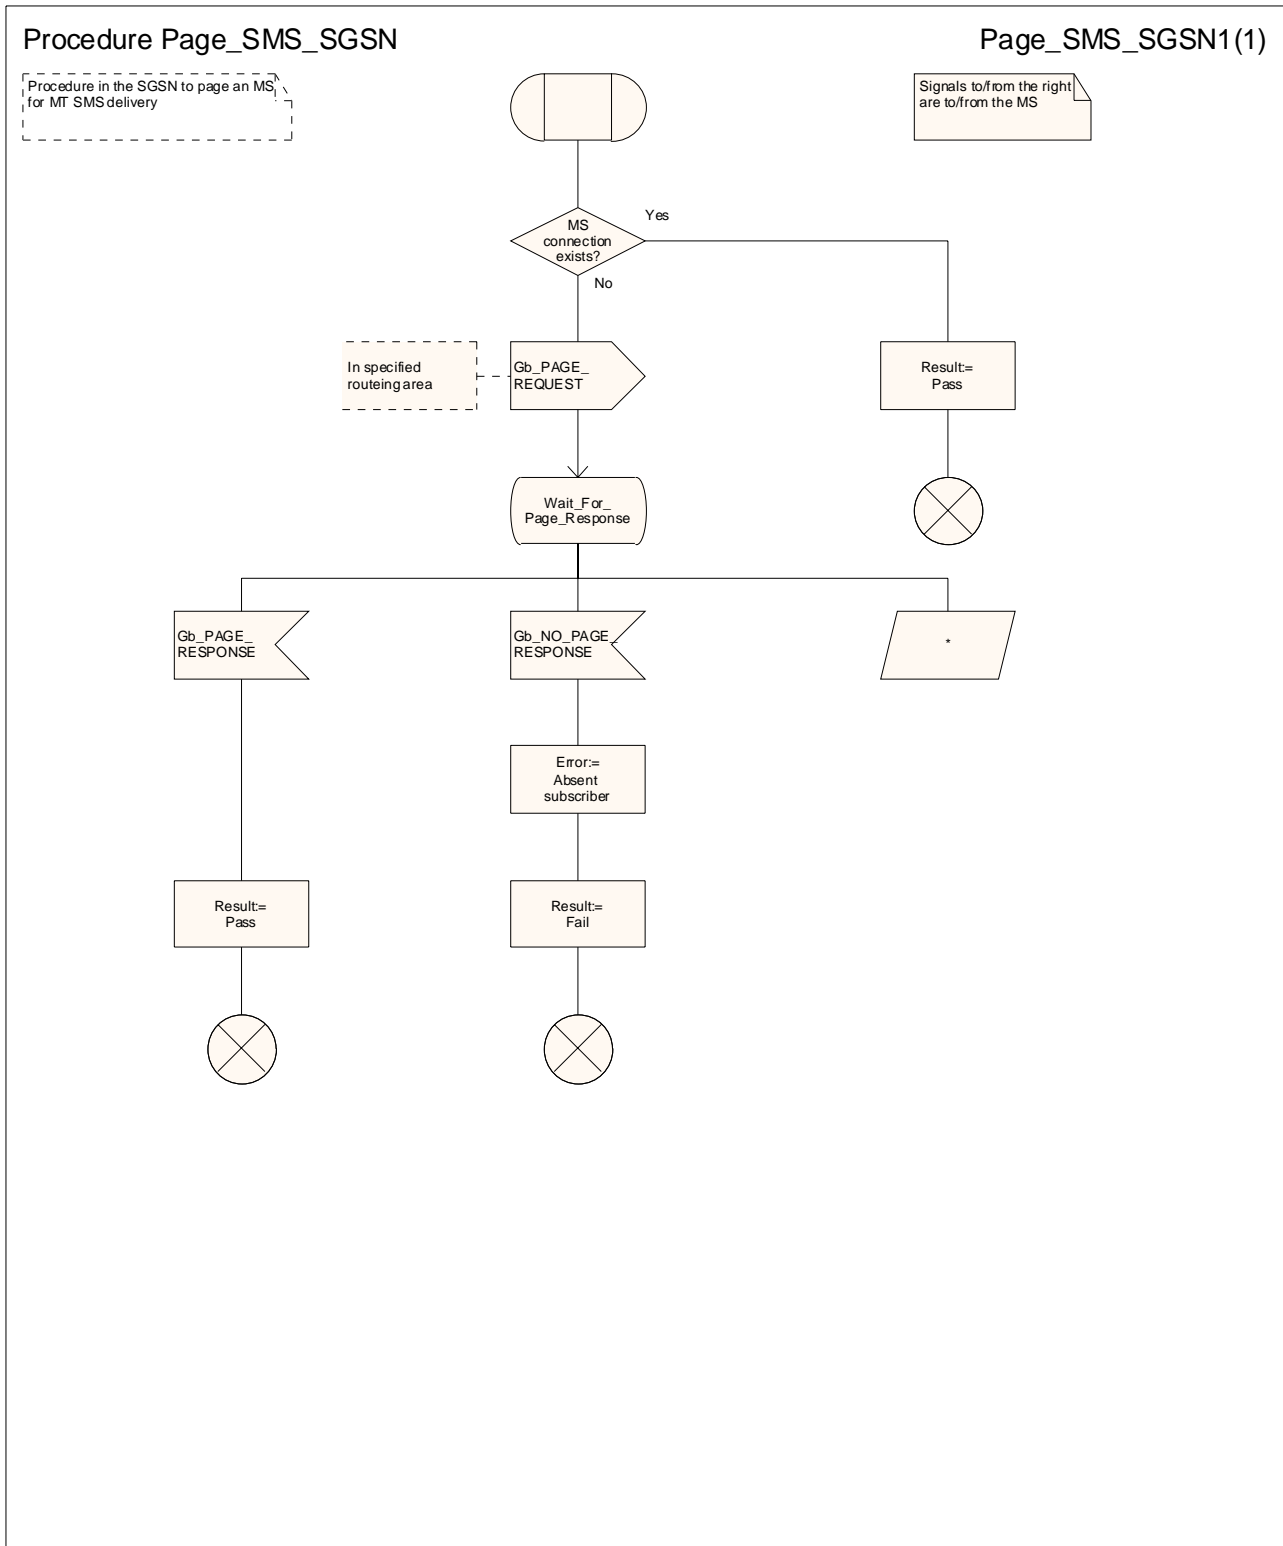 Procedure Page_SMS_SGSN
Page_SMS_SGSN1(1)
Procedure in the SGSN to page an MS
for MT SMS delivery
Signals to/from the right
are to/from the MS
MS
connection
exists?
Yes
No
In specified
routeing area
Gb_PAGE_
REQUEST
Result:=
Pass
Wait_For_
Page_Response
Gb_PAGE_
RESPONSE
Gb_NO_PAGE_
RESPONSE
*
Error:=
Absent
subscriber
Result:=
Pass
Result:=
Fail